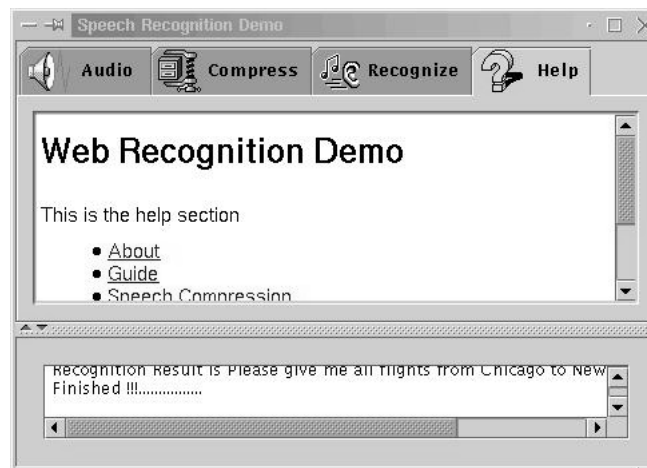 Speech Recognition Demo
Audio Compress Recognize Help
Web Recognition Demo
This is the help section
• About
• Guide
• Speech Compression
Recognition Result is Please give me all flights from Chicago to New
Finished !!!................